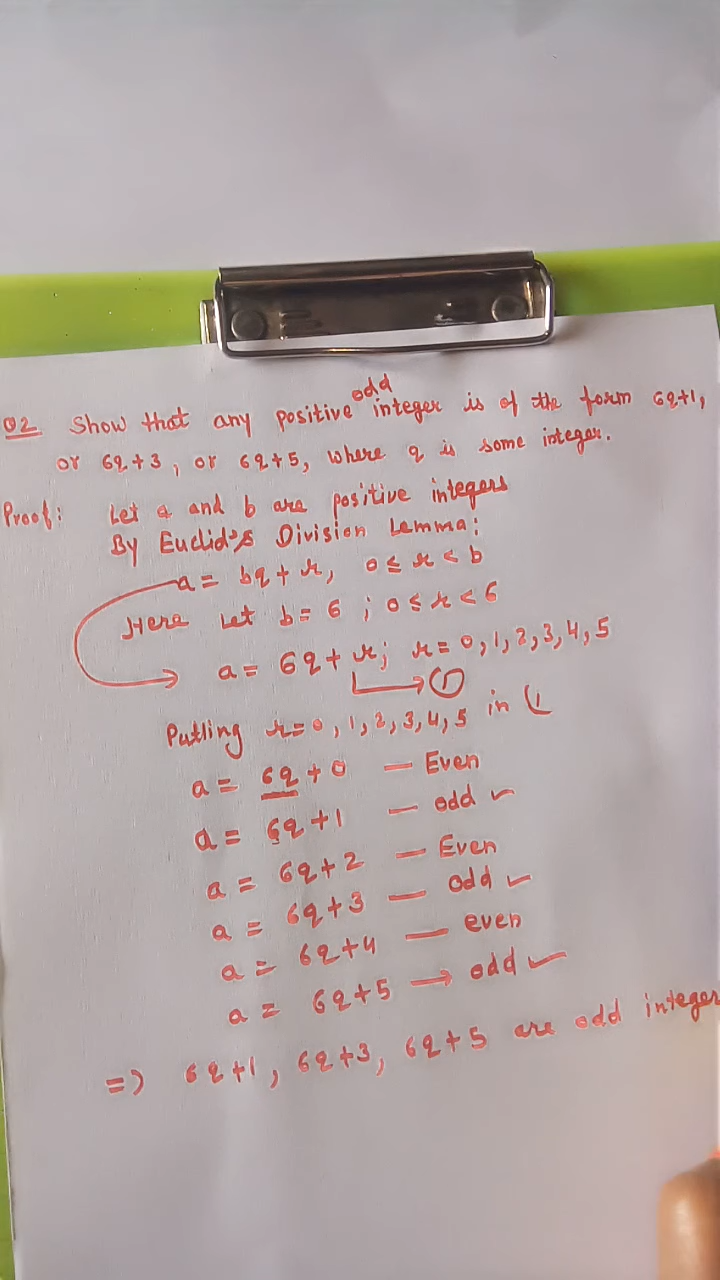 Q2 Show that any positive odd integer is of the form 6q+1,
or 6q+3, or 6q+5, where q is some integer.
Proof: Let a and b are positive integers
By Euclid's Division Lemma:
a = bq + r, 0 ≤ r < b
Here Let b = 6 ; 0 ≤ r < 6
a = 6q + r; r = 0, 1, 2, 3, 4, 5
①
Putting r = 0, 1, 2, 3, 4, 5 in (1
a = 6q + 0 — Even
a = 6q + 1 — odd ✓
a = 6q + 2 — Even
a = 6q + 3 — odd ✓
a = 6q + 4 — even
a = 6q + 5 → odd ✓
=> 6q+1, 6q+3, 6q+5 are odd integer